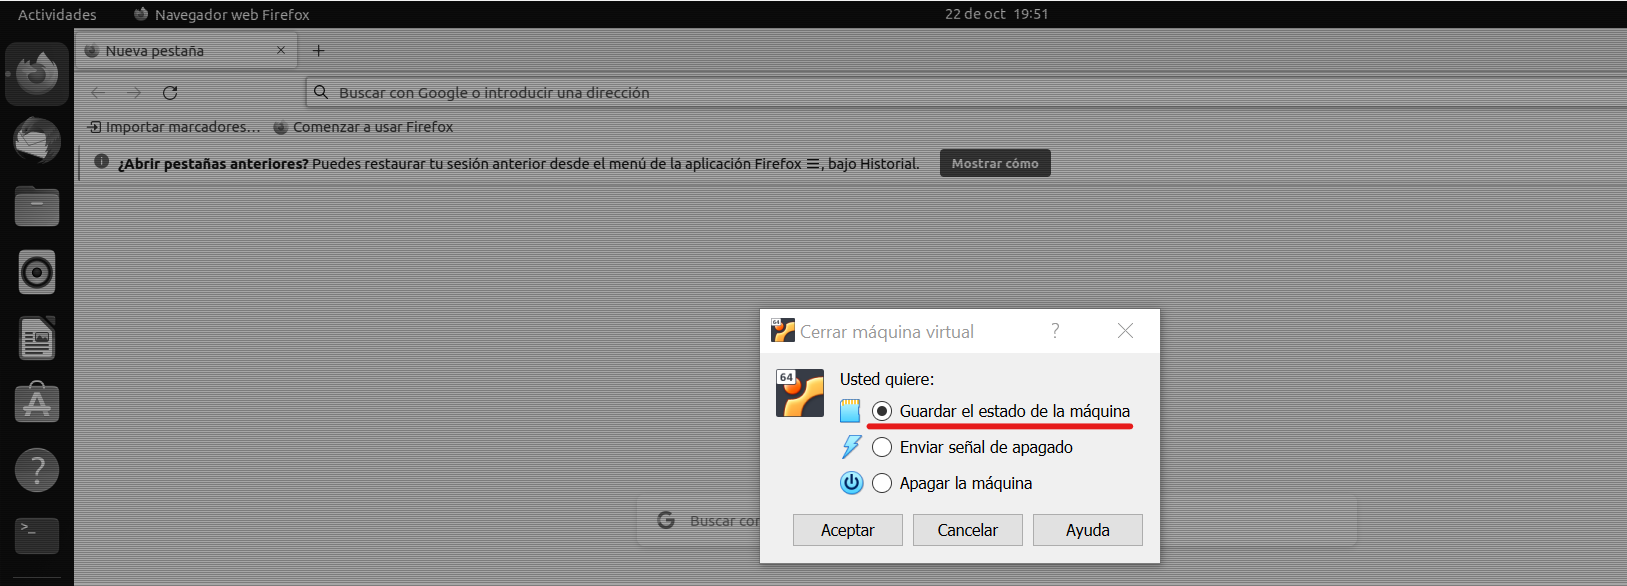 Actividades Navegador web Firefox 22 de oct 19:51
Nueva pestaña
Buscar con Google o introducir una dirección
Importar marcadores... Comenzar a usar Firefox
¿Abrir pestañas anteriores? Puedes restaurar tu sesión anterior desde el menú de la aplicación Firefox ☰, bajo Historial. Mostrar cómo
64 Cerrar máquina virtual ?
64 Usted quiere:
Guardar el estado de la máquina
Enviar señal de apagado
Apagar la máquina
G Buscar con
Aceptar Cancelar Ayuda
?
>_